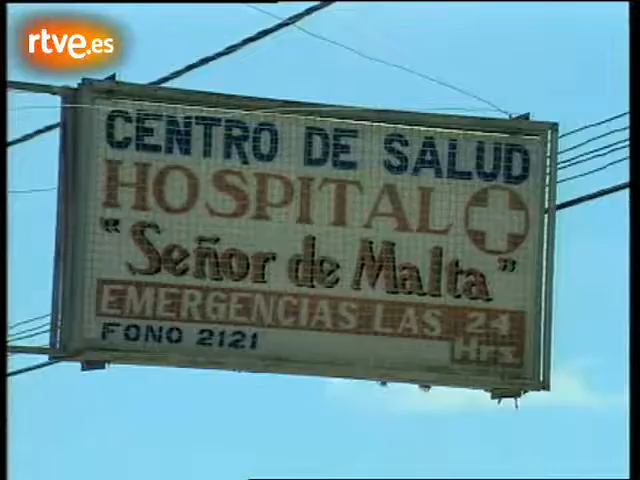 rtve.es
CENTRO DE SALUD
HOSPITAL
"Señor de Malta"
EMERGENCIAS LAS 24 Hrs
FONO 2121